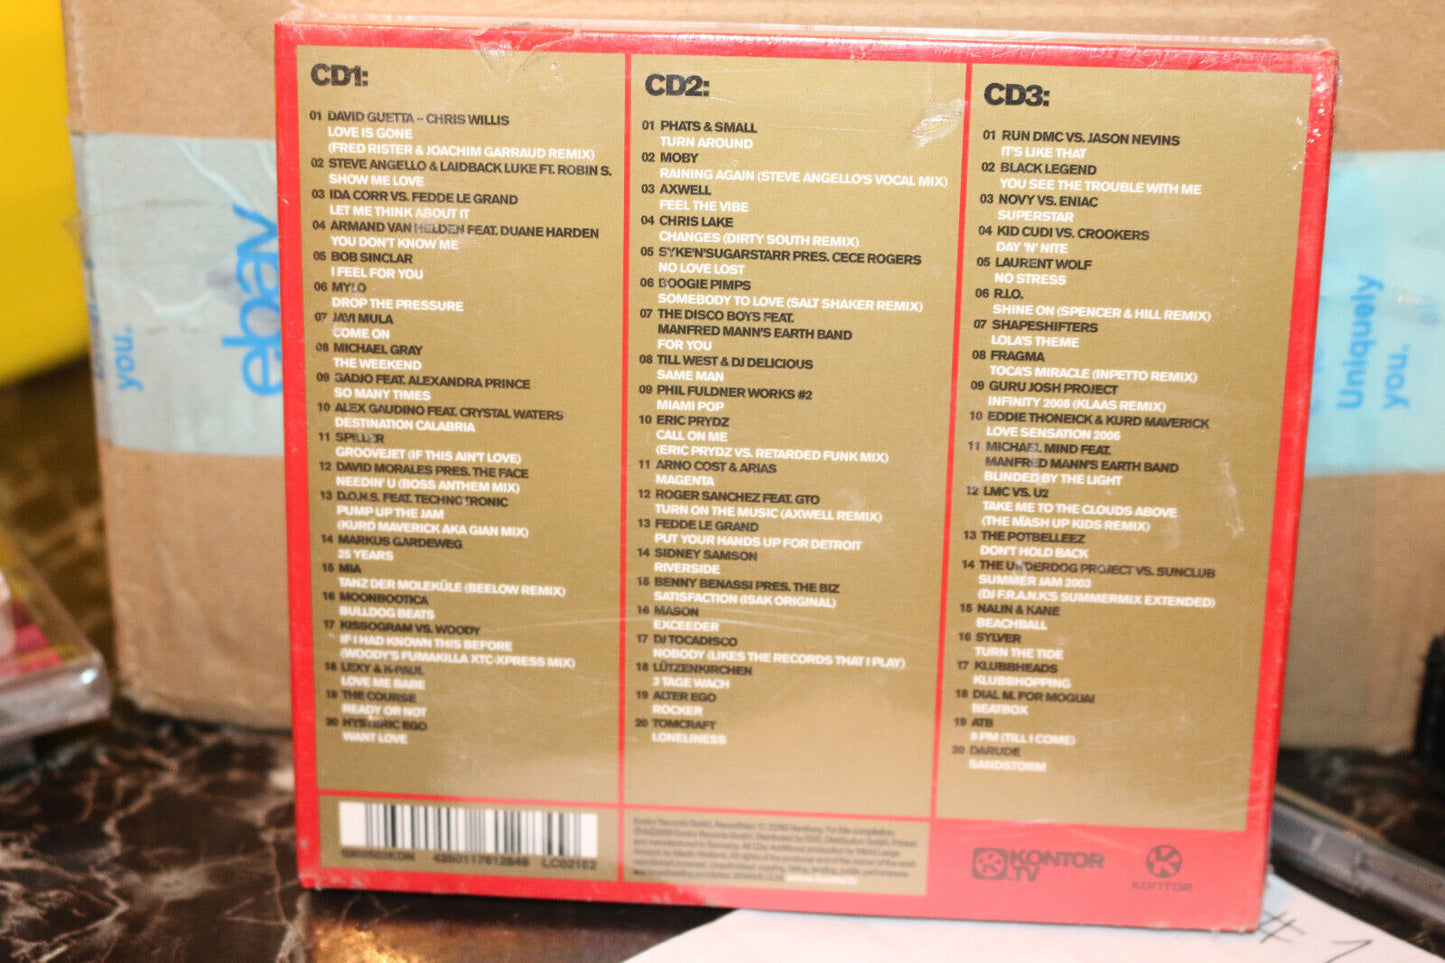 CD1:
01 DAVID GUETTA – CHRIS WILLIS
LOVE IS GONE
(FRED RISTER & JOACHIM GARRAUD REMIX)
02 STEVE ANGELLO & LAIDBACK LUKE FT. ROBIN S.
SHOW ME LOVE
03 IDA CORR VS. FEDDE LE GRAND
LET ME THINK ABOUT IT
04 ARMAND VAN HELDEN FEAT. DUANE HARDEN
YOU DON'T KNOW ME
05 BOB SINCLAR
I FEEL FOR YOU
06 MYLO
DROP THE PRESSURE
07 JAVI MULA
COME ON
08 MICHAEL GRAY
THE WEEKEND
09 GADJO FEAT. ALEXANDRA PRINCE
SO MANY TIMES
10 ALEX GAUDINO FEAT. CRYSTAL WATERS
DESTINATION CALABRIA
11 SPILLER
GROOVEJET (IF THIS AIN'T LOVE)
12 DAVID MORALES PRES. THE FACE
NEEDIN' U (BOSS ANTHEM MIX)
13 D.O.N.S. FEAT. TECHNOTRONIC
PUMP UP THE JAM
(KURD MAVERICK AKA GIAN MIX)
14 MARKUS GARDEWEG
25 YEARS
15 MIA
TANZ DER MOLEKÜLE (BEELOW REMIX)
16 MOONBOOTICA
BULLDOG BEATS
17 KISSOGRAM VS. WOODY
IF I HAD KNOWN THIS BEFORE
(WOODY'S FUMAKILLA XTC-XPRESS MIX)
18 LEXY & K-PAUL
LOVE ME BABE
19 THE COURSE
READY OR NOT
20 HYSTERIC EGO
WANT LOVE
CD2:
01 PHATS & SMALL
TURN AROUND
02 MOBY
RAINING AGAIN (STEVE ANGELLO'S VOCAL MIX)
03 AXWELL
FEEL THE VIBE
04 CHRIS LAKE
CHANGES (DIRTY SOUTH REMIX)
05 SYKE'N'SUGARSTARR PRES. CECE ROGERS
NO LOVE LOST
06 BOOGIE PIMPS
SOMEBODY TO LOVE (SALT SHAKER REMIX)
07 THE DISCO BOYS FEAT.
MANFRED MANN'S EARTH BAND
FOR YOU
08 TILL WEST & DJ DELICIOUS
SAME MAN
09 PHIL FULDNER WORKS #2
MIAMI POP
10 ERIC PRYDZ
CALL ON ME
(ERIC PRYDZ VS. RETARDED FUNK MIX)
11 ARNO COST & ARIAS
MAGENTA
12 ROGER SANCHEZ FEAT. GTO
TURN ON THE MUSIC (AXWELL REMIX)
13 FEDDE LE GRAND
PUT YOUR HANDS UP FOR DETROIT
14 SIDNEY SAMSON
RIVERSIDE
15 BENNY BENASSI PRES. THE BIZ
SATISFACTION (ISAK ORIGINAL)
16 MASON
EXCEEDER
17 DJ TOCADISCO
NOBODY (LIKES THE RECORDS THAT I PLAY)
18 LÜTZENKIRCHEN
3 TAGE WACH
19 ALTER EGO
ROCKER
20 TOMCRAFT
LONELINESS
CD3:
01 RUN DMC VS. JASON NEVINS
IT'S LIKE THAT
02 BLACK LEGEND
YOU SEE THE TROUBLE WITH ME
03 NOVY VS. ENIAC
SUPERSTAR
04 KID CUDI VS. CROOKERS
DAY 'N' NITE
05 LAURENT WOLF
NO STRESS
06 R.I.O.
SHINE ON (SPENCER & HILL REMIX)
07 SHAPESHIFTERS
LOLA'S THEME
08 FRAGMA
TOCA'S MIRACLE (INPETTO REMIX)
09 GURU JOSH PROJECT
INFINITY 2008 (KLAAS REMIX)
10 EDDIE THONEICK & KURD MAVERICK
LOVE SENSATION 2006
11 MICHAEL MIND FEAT.
MANFRED MANN'S EARTH BAND
BLINDED BY THE LIGHT
12 LMC VS. U2
TAKE ME TO THE CLOUDS ABOVE
(THE MASH UP KIDS REMIX)
13 THE POTBELLEEZ
DON'T HOLD BACK
14 THE UNDERDOG PROJECT VS. SUNCLUB
SUMMER JAM 2003
(DJ F.R.A.N.K'S SUMMERMIX EXTENDED)
15 NALIN & KANE
BEACHBALL
16 SYLVER
TURN THE TIDE
17 KLUBBHEADS
KLUBBHOPPING
18 DIAL M. FOR MOGUAI
BEATBOX
19 ATB
9 PM (TILL I COME)
20 DARUDE
SANDSTORM
4250117612849 LC02182
KONTOR
.TV
KONTOR
ebay
you.
Uniquely
you.
# 1